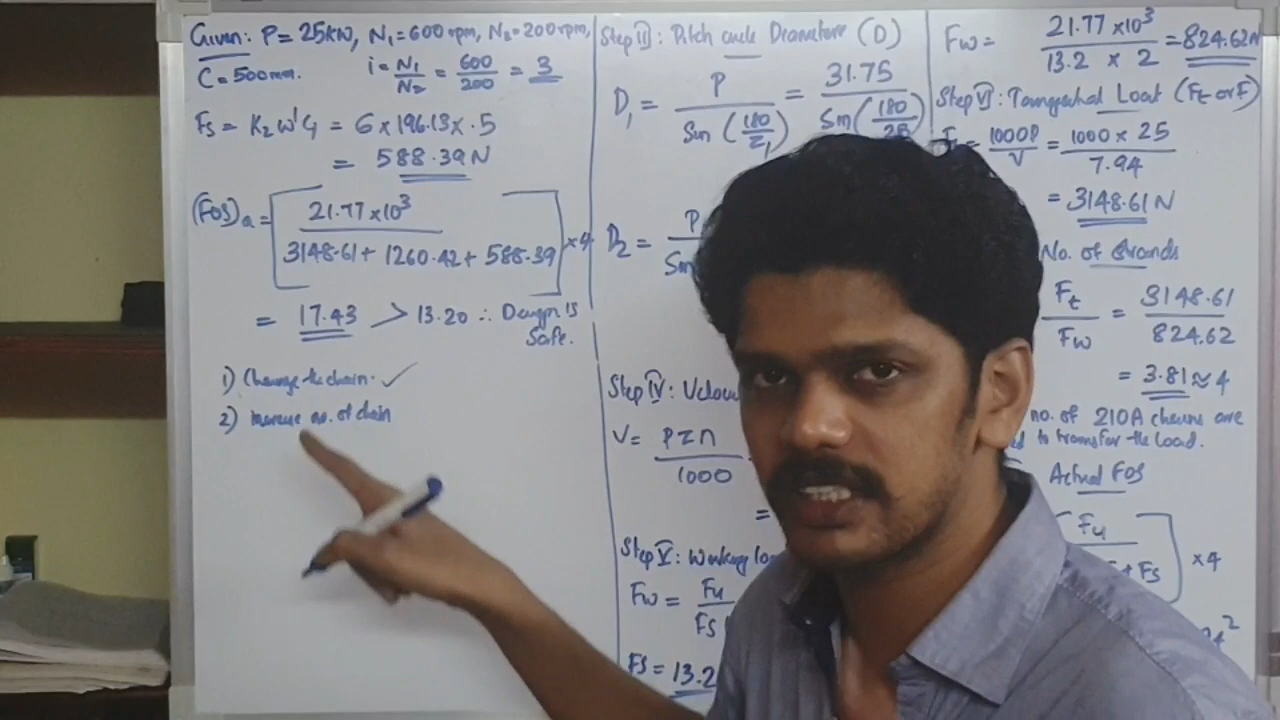 Given: P = 25kW, N₁ = 600 rpm, N₂ = 200 rpm,
C = 500mm. i = N₁/N₂ = 600/200 = 3
Fs = K₂ W' G = 6 × 196.13 × .5
= 588.39 N
(FOS)a = [21.77 × 10³ / 3148.61 + 1260.42 + 588.39] × 4
= 17.43 > 13.20 ∴ Design is
Safe.
1) Change the chain. ✓
2) Increase no. of chain
Step III: Pitch circle Diameter (D)
D₁ = P / Sin (180/Z₁) = 31.75 / Sin (180/25)
D₂ = P / Sin
Step IV:
V = PZn / 1000
=
Step V: Working
Fw = Fu / FS
FS = 13.2
Fw = 21.77 × 10³ / 13.2 × 2 = 824.62N
Step VI: Tangential Load (Ft or F)
= 1000P / V = 1000 × 25 / 7.94
= 3148.61 N
No. of Strands
Ft / Fw = 3148.61 / 824.62
= 3.81 ≈ 4
no. of 210A chains are
to transfer the load.
Actual FOS
[Fu / + Fs] × 4